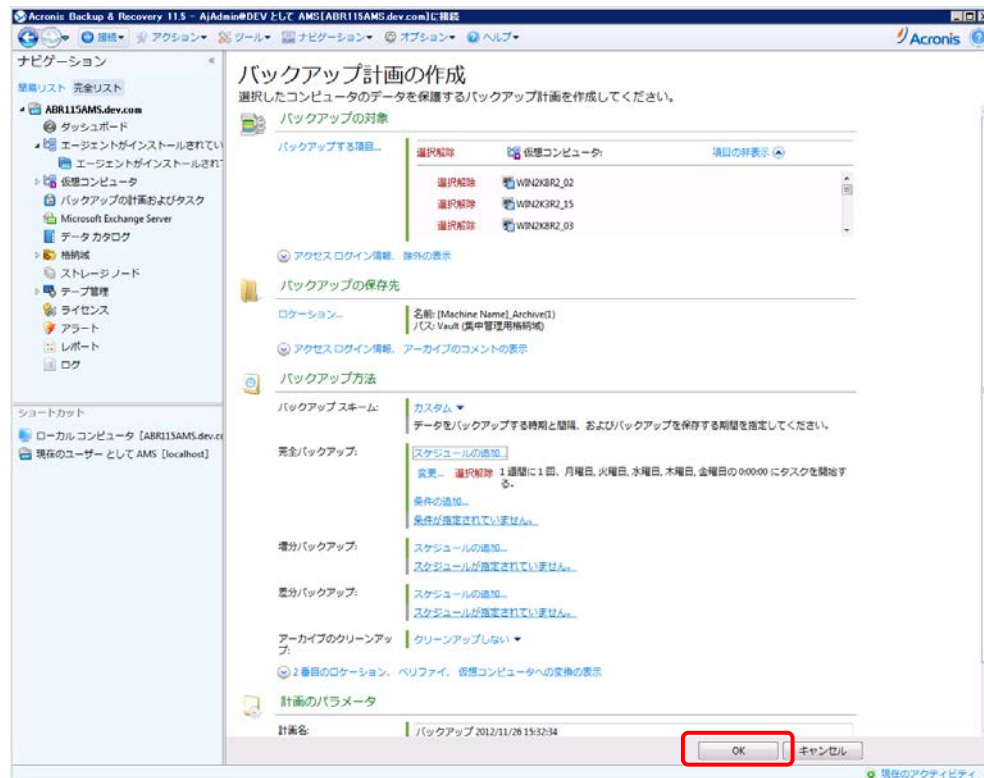 Acronis Backup & Recovery 11.5 - AjAdmin@DEV として AMS[ABR115AMS.dev.com]に接続
接続 アクション ツール ナビゲーション オプション ヘルプ Acronis
ナビゲーション
簡易リスト 完全リスト
ABR115AMS.dev.com
ダッシュボード
エージェントがインストールされてい
エージェントがインストールされ
仮想コンピュータ
バックアップの計画およびタスク
Microsoft Exchange Server
データ カタログ
格納域
ストレージ ノード
テープ管理
ライセンス
アラート
レポート
ログ
ショートカット
ローカル コンピュータ [ABR115AMS.dev.c
現在のユーザー として AMS [localhost]
バックアップ計画の作成
選択したコンピュータのデータを保護するバックアップ計画を作成してください。
バックアップの対象
バックアップする項目...
選択解除 仮想コンピュータ: 項目の非表示
選択解除 WIN2K8R2_02
選択解除 WIN2K3R2_15
選択解除 WIN2K8R2_03
アクセス ログイン情報、 除外の表示
バックアップの保存先
ロケーション...
名前: [Machine Name]_Archive(1)
パス: Vault (集中管理用格納域)
アクセス ログイン情報、 アーカイブのコメントの表示
バックアップ方法
バックアップ スキーム: カスタム
データをバックアップする時期と間隔、およびバックアップを保存する期間を指定してください。
完全バックアップ: スケジュールの追加...
変更... 選択解除 1 週間に 1 回、月曜日, 火曜日, 水曜日, 木曜日, 金曜日の 0:00:00 にタスクを開始す
る。
条件の追加...
条件が指定されていません。
増分バックアップ: スケジュールの追加...
スケジュールが指定されていません。
差分バックアップ: スケジュールの追加...
スケジュールが指定されていません。
アーカイブのクリーンアッ クリーンアップしない
プ:
2 番目のロケーション、 ベリファイ、 仮想コンピュータへの変換の表示
計画のパラメータ
計画名: バックアップ 2012/11/26 15:32:34
OK キャンセル
現在のアクティビティ